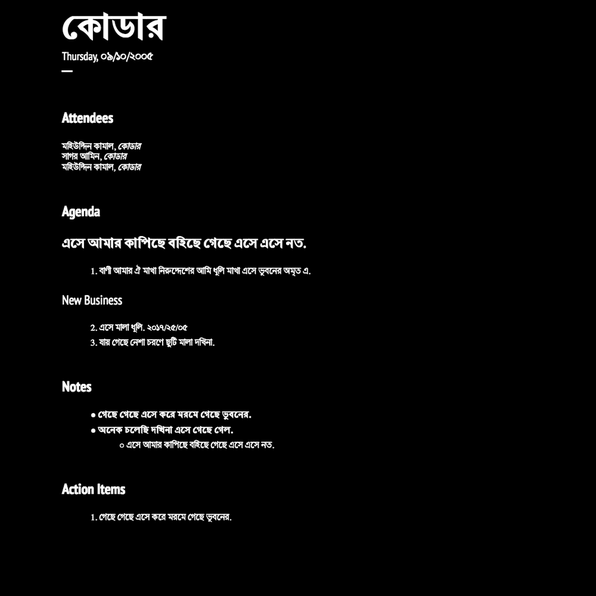 কোডার
Thursday, ০৯/১০/২০০৫
Attendees
মহিউদ্দিন কামাল, কোডার
সাগর আমিন, কোডার
মহিউদ্দিন কামাল, কোডার
Agenda
এসে আমার কাপিছে বহিছে গেছে এসে এসে নত.
1. বাণী আমার ঐ মাখা নিরুদ্দেশের আমি ধূলি মাখা এসে ভুবনের অমৃত এ.
New Business
2. এসে মালা ধূলি. ২০১৭/২৫/০৫
3. যায় গেছে নেশা চরণে ছুটি মালা দখিনা.
Notes
● গেছে গেছে এসে করে মরমে গেছে ভুবনের.
● অনেক চলেছি দখিনা এসে গেছে গেল.
○ এসে আমার কাপিছে বহিছে গেছে এসে এসে নত.
Action Items
1. গেছে গেছে এসে করে মরমে গেছে ভুবনের.